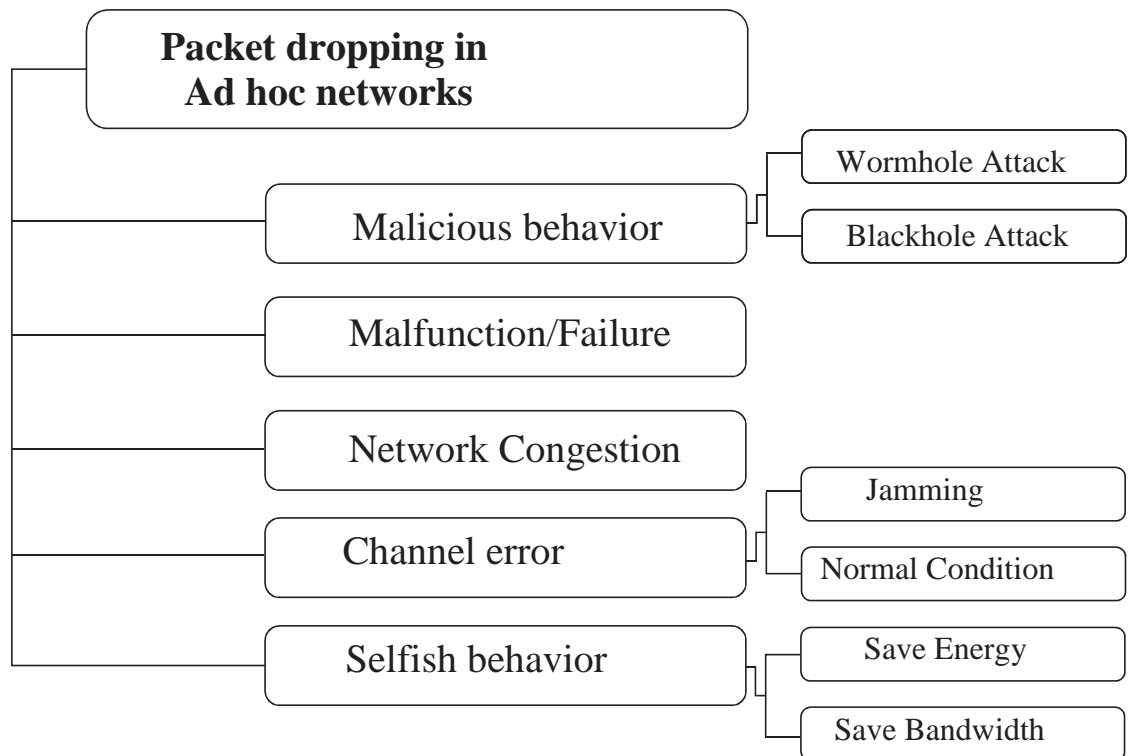 Packet dropping in
Ad hoc networks
Wormhole Attack
Malicious behavior
Blackhole Attack
Malfunction/Failure
Network Congestion
Jamming
Channel error
Normal Condition
Save Energy
Selfish behavior
Save Bandwidth